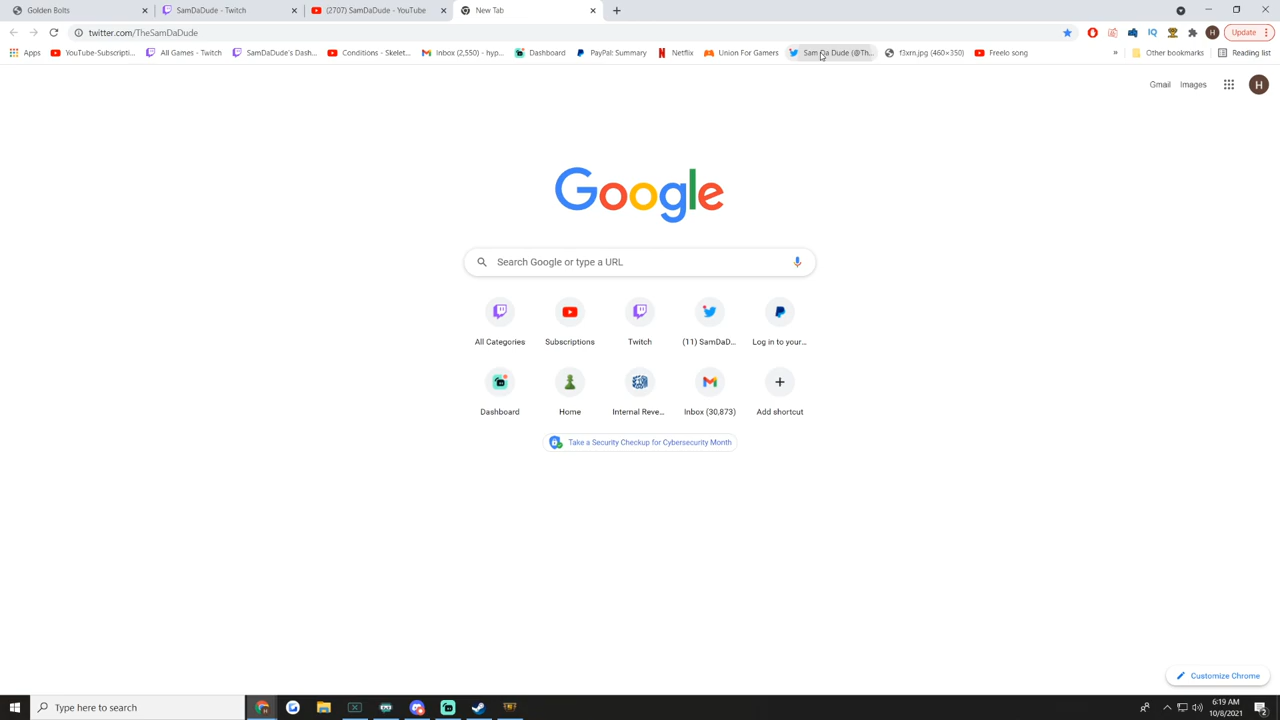 Golden Bolts
SamDaDude - Twitch
(2707) SamDaDude - YouTube
New Tab
twitter.com/TheSamDaDude
Update
Apps
YouTube-Subscripti...
All Games - Twitch
SamDaDude's Dash...
Conditions - Skelet...
Inbox (2,550) - hyp...
Dashboard
PayPal: Summary
Netflix
Union For Gamers
Sam Da Dude (@Th...
f3xrn.jpg (460×350)
Freelo song
»
Other bookmarks
Reading list
Gmail
Images
H
Google
Search Google or type a URL
All Categories
Subscriptions
Twitch
(11) SamDaD...
Log in to your...
Dashboard
Home
Internal Reve...
Inbox (30,873)
Add shortcut
Take a Security Checkup for Cybersecurity Month
Customize Chrome
Type here to search
6:19 AM
10/8/2021
2